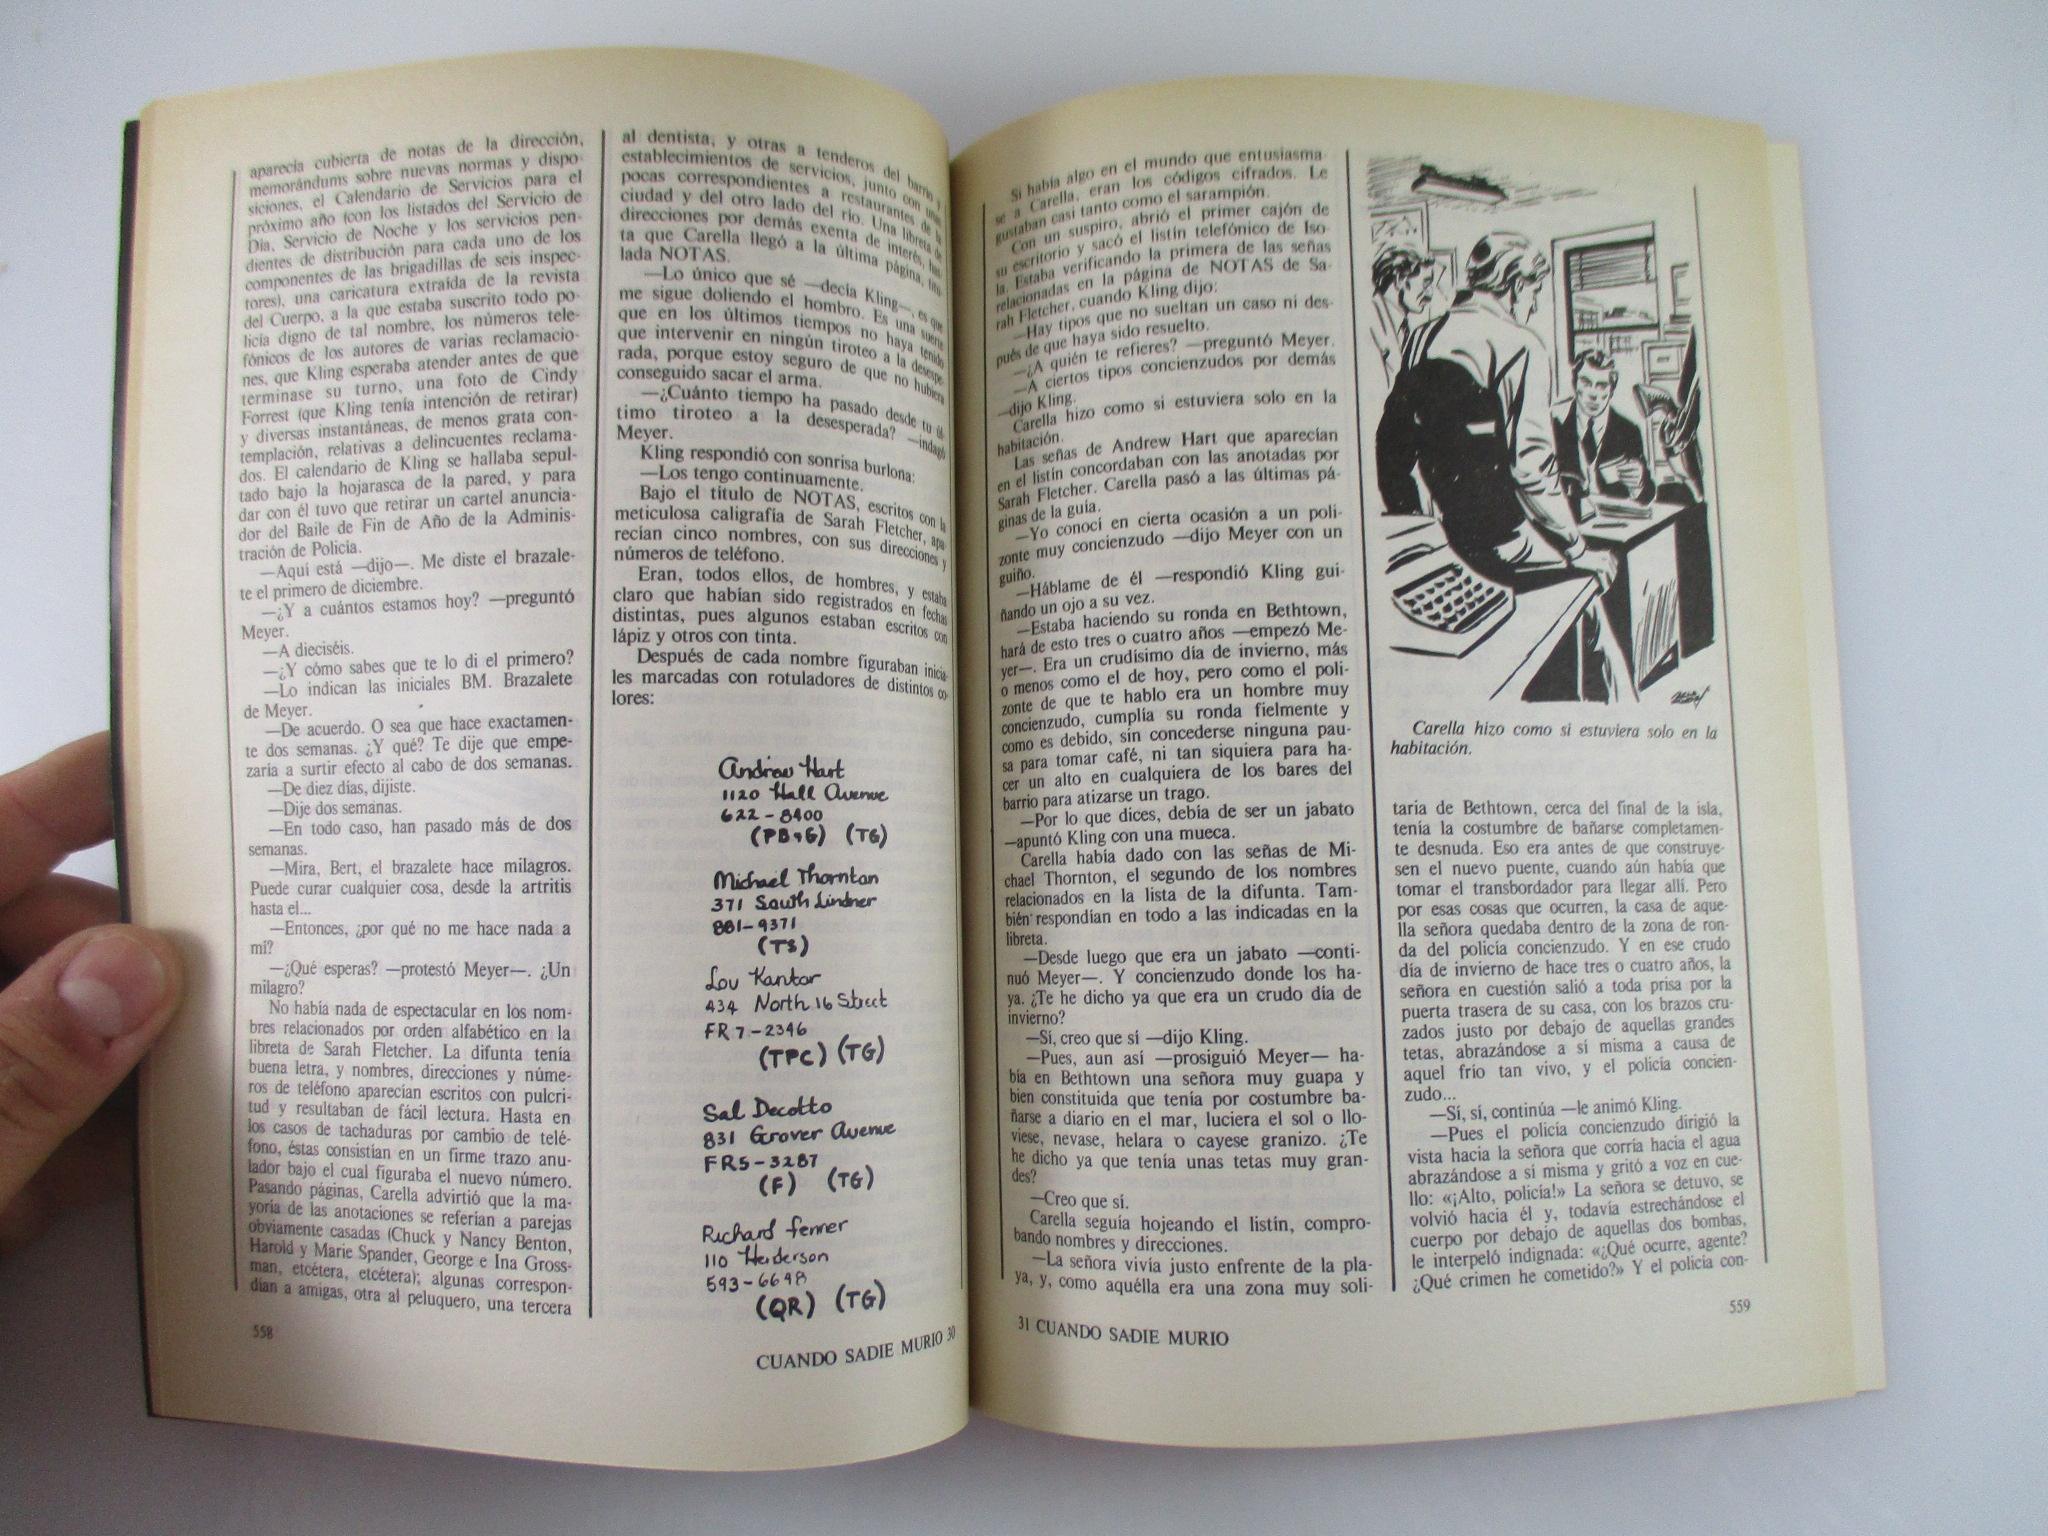 aparecía cubierta de notas de la dirección,
memorándums sobre nuevas normas y dispo-
siciones, el Calendario de Servicios para el
próximo año (con los listados del Servicio de
Día, Servicio de Noche y los servicios pen-
dientes de distribución para cada uno de los
componentes de las brigadillas de seis inspec-
tores), una caricatura extraída de la revista
del Cuerpo, a la que estaba suscrito todo po-
licía digno de tal nombre, los números tele-
fónicos de los autores de varias reclamacio-
nes, que Kling esperaba atender antes de que
terminase su turno, una foto de Cindy
Forrest (que Kling tenía intención de retirar)
y diversas instantáneas, de menos grata con-
templación, relativas a delincuentes reclama-
dos. El calendario de Kling se hallaba sepul-
tado bajo la hojarasca de la pared, y para
dar con él tuvo que retirar un cartel anuncia-
dor del Baile de Fin de Año de la Adminis-
tración de Policía.
—Aquí está —dijo—. Me diste el brazale-
te el primero de diciembre.
—¿Y a cuántos estamos hoy? —preguntó
Meyer.
—A dieciséis.
—¿Y cómo sabes que te lo di el primero?
—Lo indican las iniciales BM. Brazalete
de Meyer.
—De acuerdo. O sea que hace exactamen-
te dos semanas. ¿Y qué? Te dije que empe-
zaría a surtir efecto al cabo de dos semanas.
—De diez días, dijiste.
—Dije dos semanas.
—En todo caso, han pasado más de dos
semanas.
—Mira, Bert, el brazalete hace milagros.
Puede curar cualquier cosa, desde la artritis
hasta el...
—Entonces, ¿por qué no me hace nada a
mí?
—¿Qué esperas? —protestó Meyer—. ¿Un
milagro?
No había nada de espectacular en los nom-
bres relacionados por orden alfabético en la
libreta de Sarah Fletcher. La difunta tenía
buena letra, y nombres, direcciones y núme-
ros de teléfono aparecían escritos con pulcri-
tud y resultaban de fácil lectura. Hasta en
los casos de tachaduras por cambio de telé-
fono, éstas consistían en un firme trazo anu-
lador bajo el cual figuraba el nuevo número.
Pasando páginas, Carella advirtió que la ma-
yoría de las anotaciones se referían a parejas
obviamente casadas (Chuck y Nancy Benton,
Harold y Marie Spander, George e Ina Gross-
man, etcétera, etcétera); algunas correspon-
dían a amigas, otra al peluquero, una tercera
558
al dentista, y otras a tenderos del barrio y
establecimientos de servicios, junto con unas
pocas correspondientes a restaurantes de la
ciudad y del otro lado del río. Una libreta de
direcciones por demás exenta de interés, has-
ta que Carella llegó a la última página, titu-
lada NOTAS.
—Lo único que sé —decía Kling—, es que
me sigue doliendo el hombro. Es una suerte
que en los últimos tiempos no haya tenido
que intervenir en ningún tiroteo a la desespe-
rada, porque estoy seguro de que no hubiera
conseguido sacar el arma.
—¿Cuánto tiempo ha pasado desde tu úl-
timo tiroteo a la desesperada? —indagó
Meyer.
Kling respondió con sonrisa burlona:
—Los tengo continuamente.
Bajo el título de NOTAS, escritos con la
meticulosa caligrafía de Sarah Fletcher, apa-
recían cinco nombres, con sus direcciones y
números de teléfono.
Eran, todos ellos, de hombres, y estaba
claro que habían sido registrados en fechas
distintas, pues algunos estaban escritos con
lápiz y otros con tinta.
Después de cada nombre figuraban inicia-
les marcadas con rotuladores de distintos co-
lores:
Andrew Hart
1120 Hall Avenue
622-8400
(PB&G) (TG)
Michael Thornton
371 South Lindner
881-9371
(TS)
Lou Kantor
434 North 16 Street
FR7-2346
(TPC) (TG)
Sal Decotto
831 Grover Avenue
FR5-3287
(F) (TG)
Richard Fenner
110 Henderson
593-6648
(QR) (TG)
CUANDO SADIE MURIO 30
Si había algo en el mundo que entusiasma-
se a Carella, eran los códigos cifrados. Le
gustaban casi tanto como el sarampión.
Con un suspiro, abrió el primer cajón de
su escritorio y sacó el listín telefónico de Iso-
la. Estaba verificando la primera de las señas
relacionadas en la página de NOTAS de Sa-
rah Fletcher, cuando Kling dijo:
—Hay tipos que no sueltan un caso ni des-
pués de que haya sido resuelto.
—¿A quién te refieres? —preguntó Meyer.
—A ciertos tipos concienzudos por demás
—dijo Kling.
Carella hizo como si estuviera solo en la
habitación.
Las señas de Andrew Hart que aparecían
en el listín concordaban con las anotadas por
Sarah Fletcher. Carella pasó a las últimas pá-
ginas de la guía.
—Yo conocí en cierta ocasión a un poli-
zonte muy concienzudo —dijo Meyer con un
guiño.
—Háblame de él —respondió Kling gui-
ñando un ojo a su vez.
—Estaba haciendo su ronda en Bethtown,
hará de esto tres o cuatro años —empezó Me-
yer—. Era un crudísimo día de invierno, más
o menos como el de hoy, pero como el poli-
zonte de que te hablo era un hombre muy
concienzudo, cumplía su ronda fielmente y
como es debido, sin concederse ninguna pau-
sa para tomar café, ni tan siquiera para ha-
cer un alto en cualquiera de los bares del
barrio para atizarse un trago.
—Por lo que dices, debía de ser un jabato
—apuntó Kling con una mueca.
Carella había dado con las señas de Mi-
chael Thornton, el segundo de los nombres
relacionados en la lista de la difunta. Tam-
bién respondían en todo a las indicadas en la
libreta.
—Desde luego que era un jabato —conti-
nuó Meyer—. Y concienzudo donde los ha-
ya. ¿Te he dicho ya que era un crudo día de
invierno?
—Sí, creo que sí —dijo Kling.
—Pues, aun así —prosiguió Meyer— ha-
bía en Bethtown una señora muy guapa y
bien constituida que tenía por costumbre ba-
ñarse a diario en el mar, luciera el sol o llo-
viese, nevase, helara o cayese granizo. ¿Te
he dicho ya que tenía unas tetas muy gran-
des?
—Creo que sí.
Carella seguía hojeando el listín, compro-
bando nombres y direcciones.
—La señora vivía justo enfrente de la pla-
ya, y, como aquélla era una zona muy soli-
31 CUANDO SADIE MURIO
Carella hizo como si estuviera solo en la
habitación.
taria de Bethtown, cerca del final de la isla,
tenía la costumbre de bañarse completamen-
te desnuda. Eso era antes de que construye-
sen el nuevo puente, cuando aún había que
tomar el transbordador para llegar allí. Pero
por esas cosas que ocurren, la casa de aque-
lla señora quedaba dentro de la zona de ron-
da del policía concienzudo. Y en ese crudo
día de invierno de hace tres o cuatro años, la
señora en cuestión salió a toda prisa por la
puerta trasera de su casa, con los brazos cru-
zados justo por debajo de aquellas grandes
tetas, abrazándose a sí misma a causa de
aquel frío tan vivo, y el policía concien-
zudo...
—Sí, sí, continúa —le animó Kling.
—Pues el policía concienzudo dirigió la
vista hacia la señora que corría hacia el agua
abrazándose a sí misma y gritó a voz en cue-
llo: «¡Alto, policía!» La señora se detuvo, se
volvió hacia él y, todavía estrechándose el
cuerpo por debajo de aquellas dos bombas,
le interpeló indignada: «¿Qué ocurre, agente?
¿Qué crimen he cometido?» Y el policía con-
559